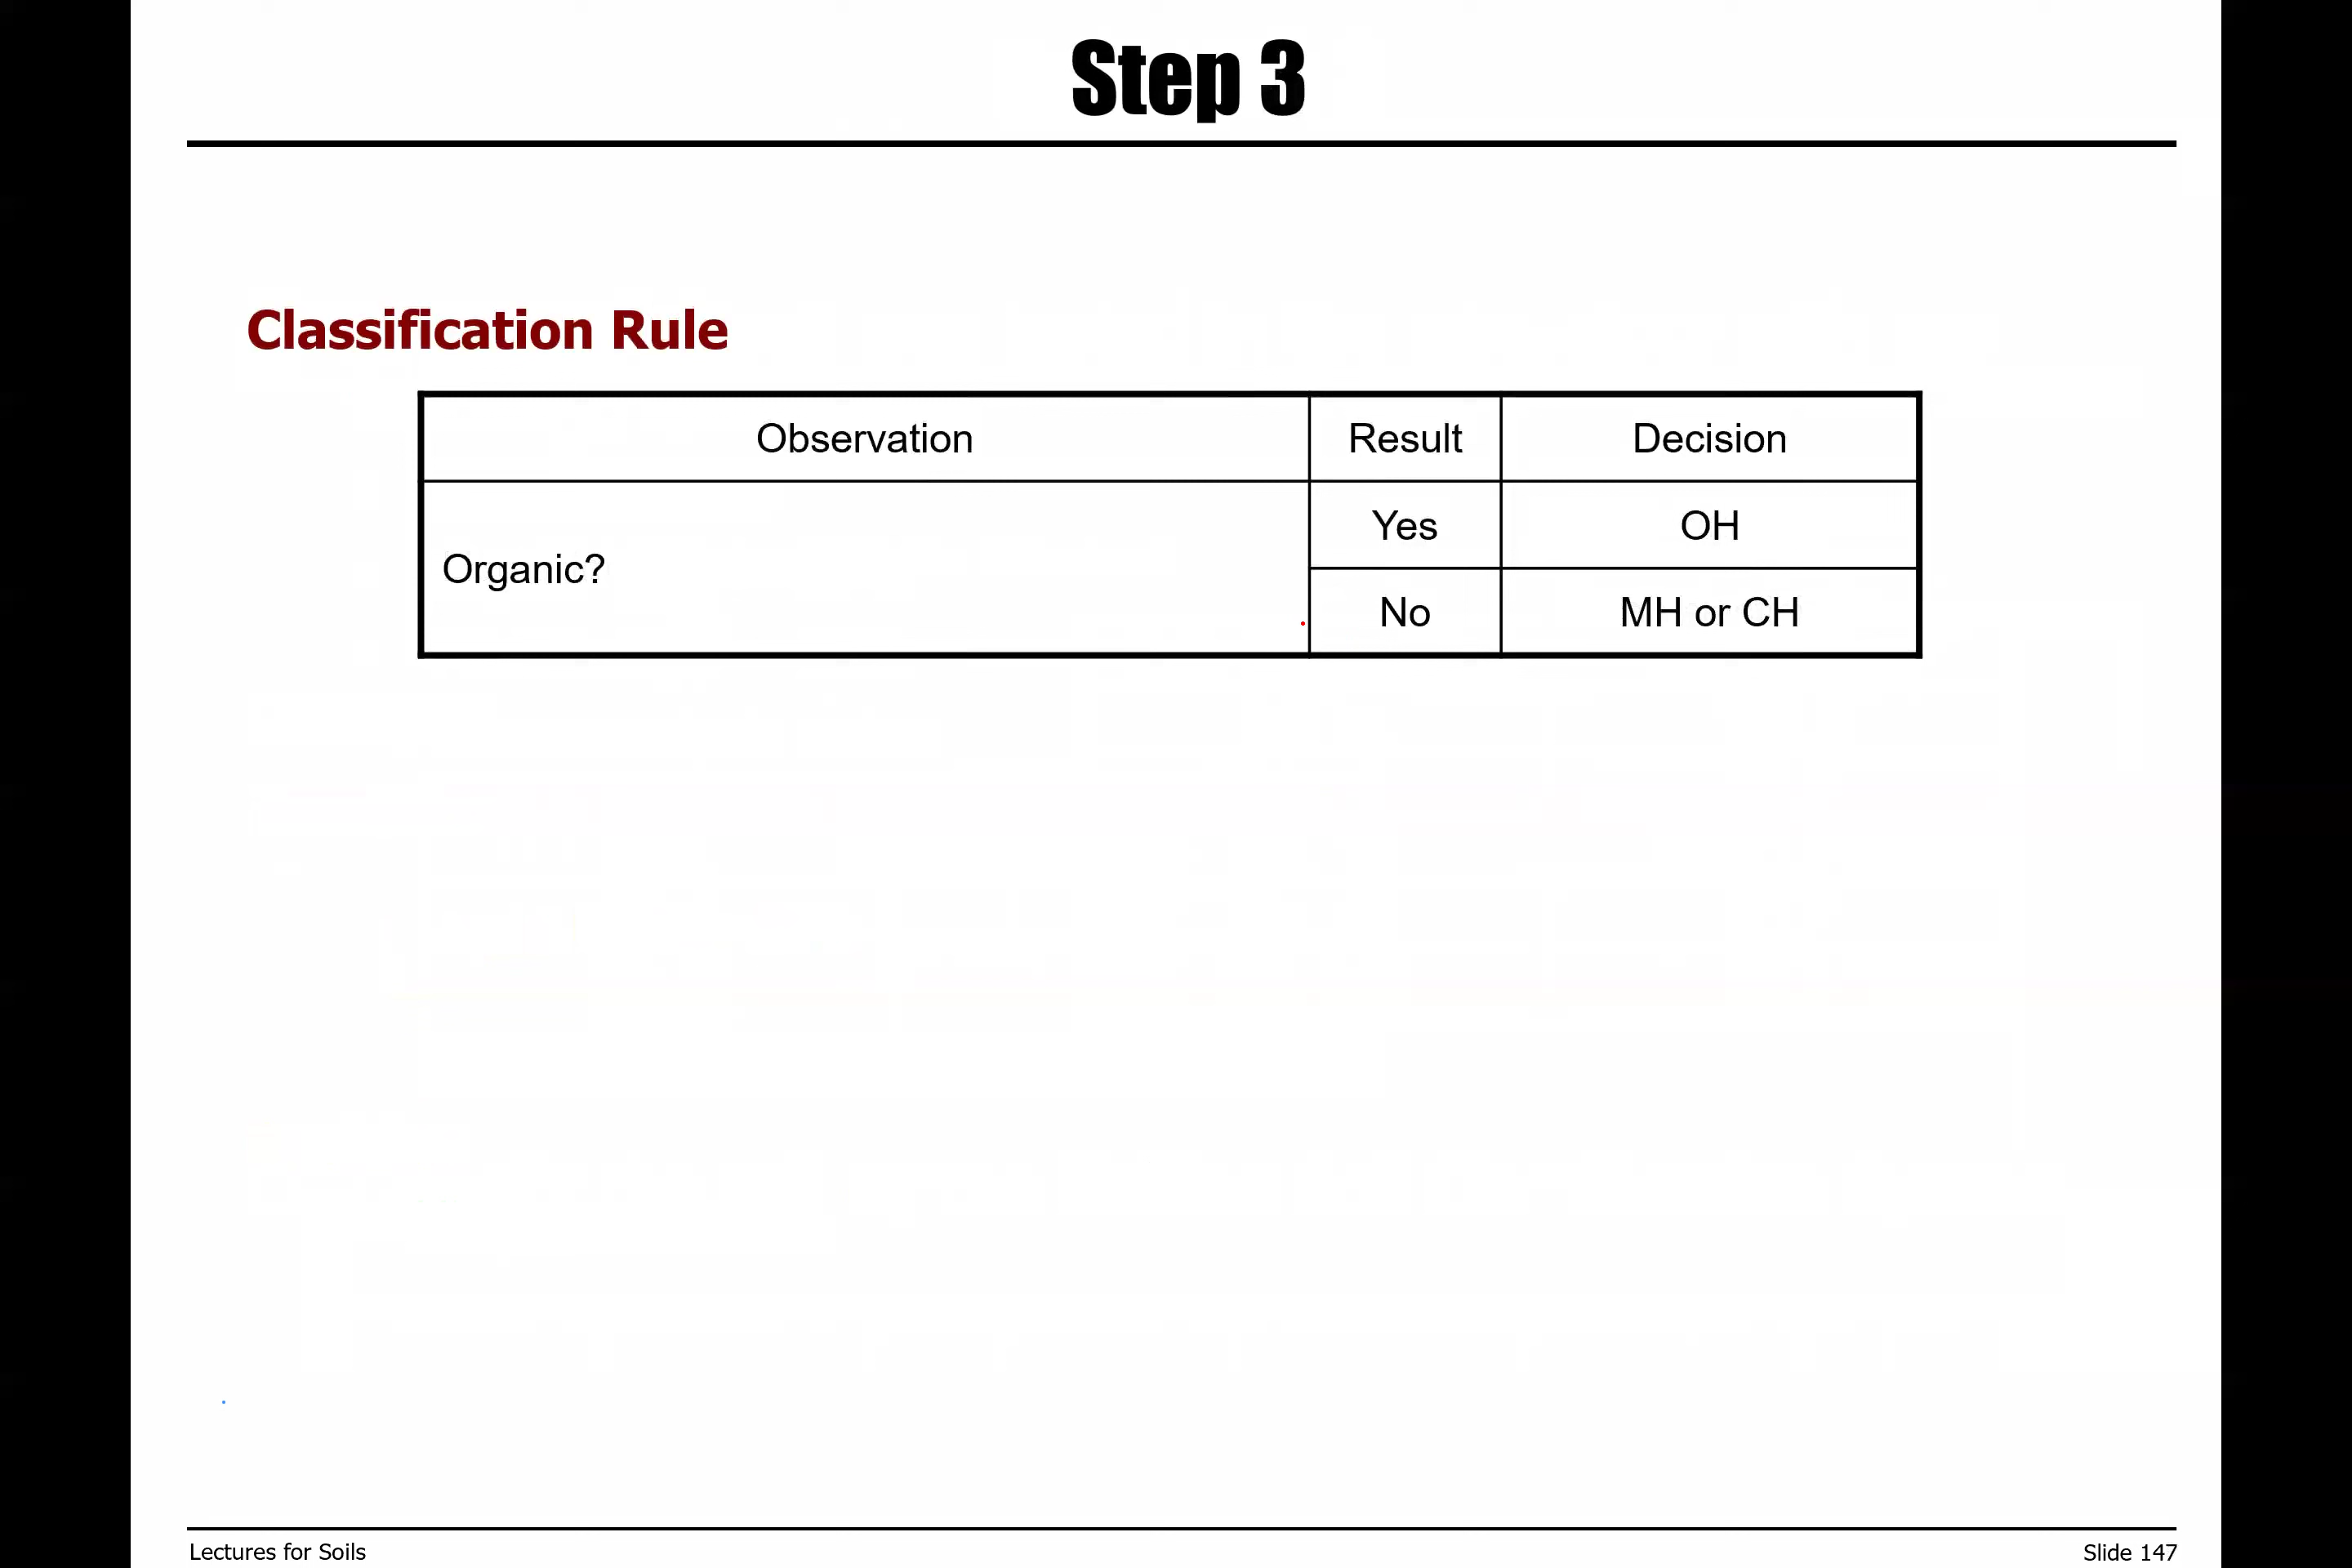 Step 3
Classification Rule
Observation Result Decision
Organic? Yes OH
No MH or CH
Lectures for Soils Slide 147